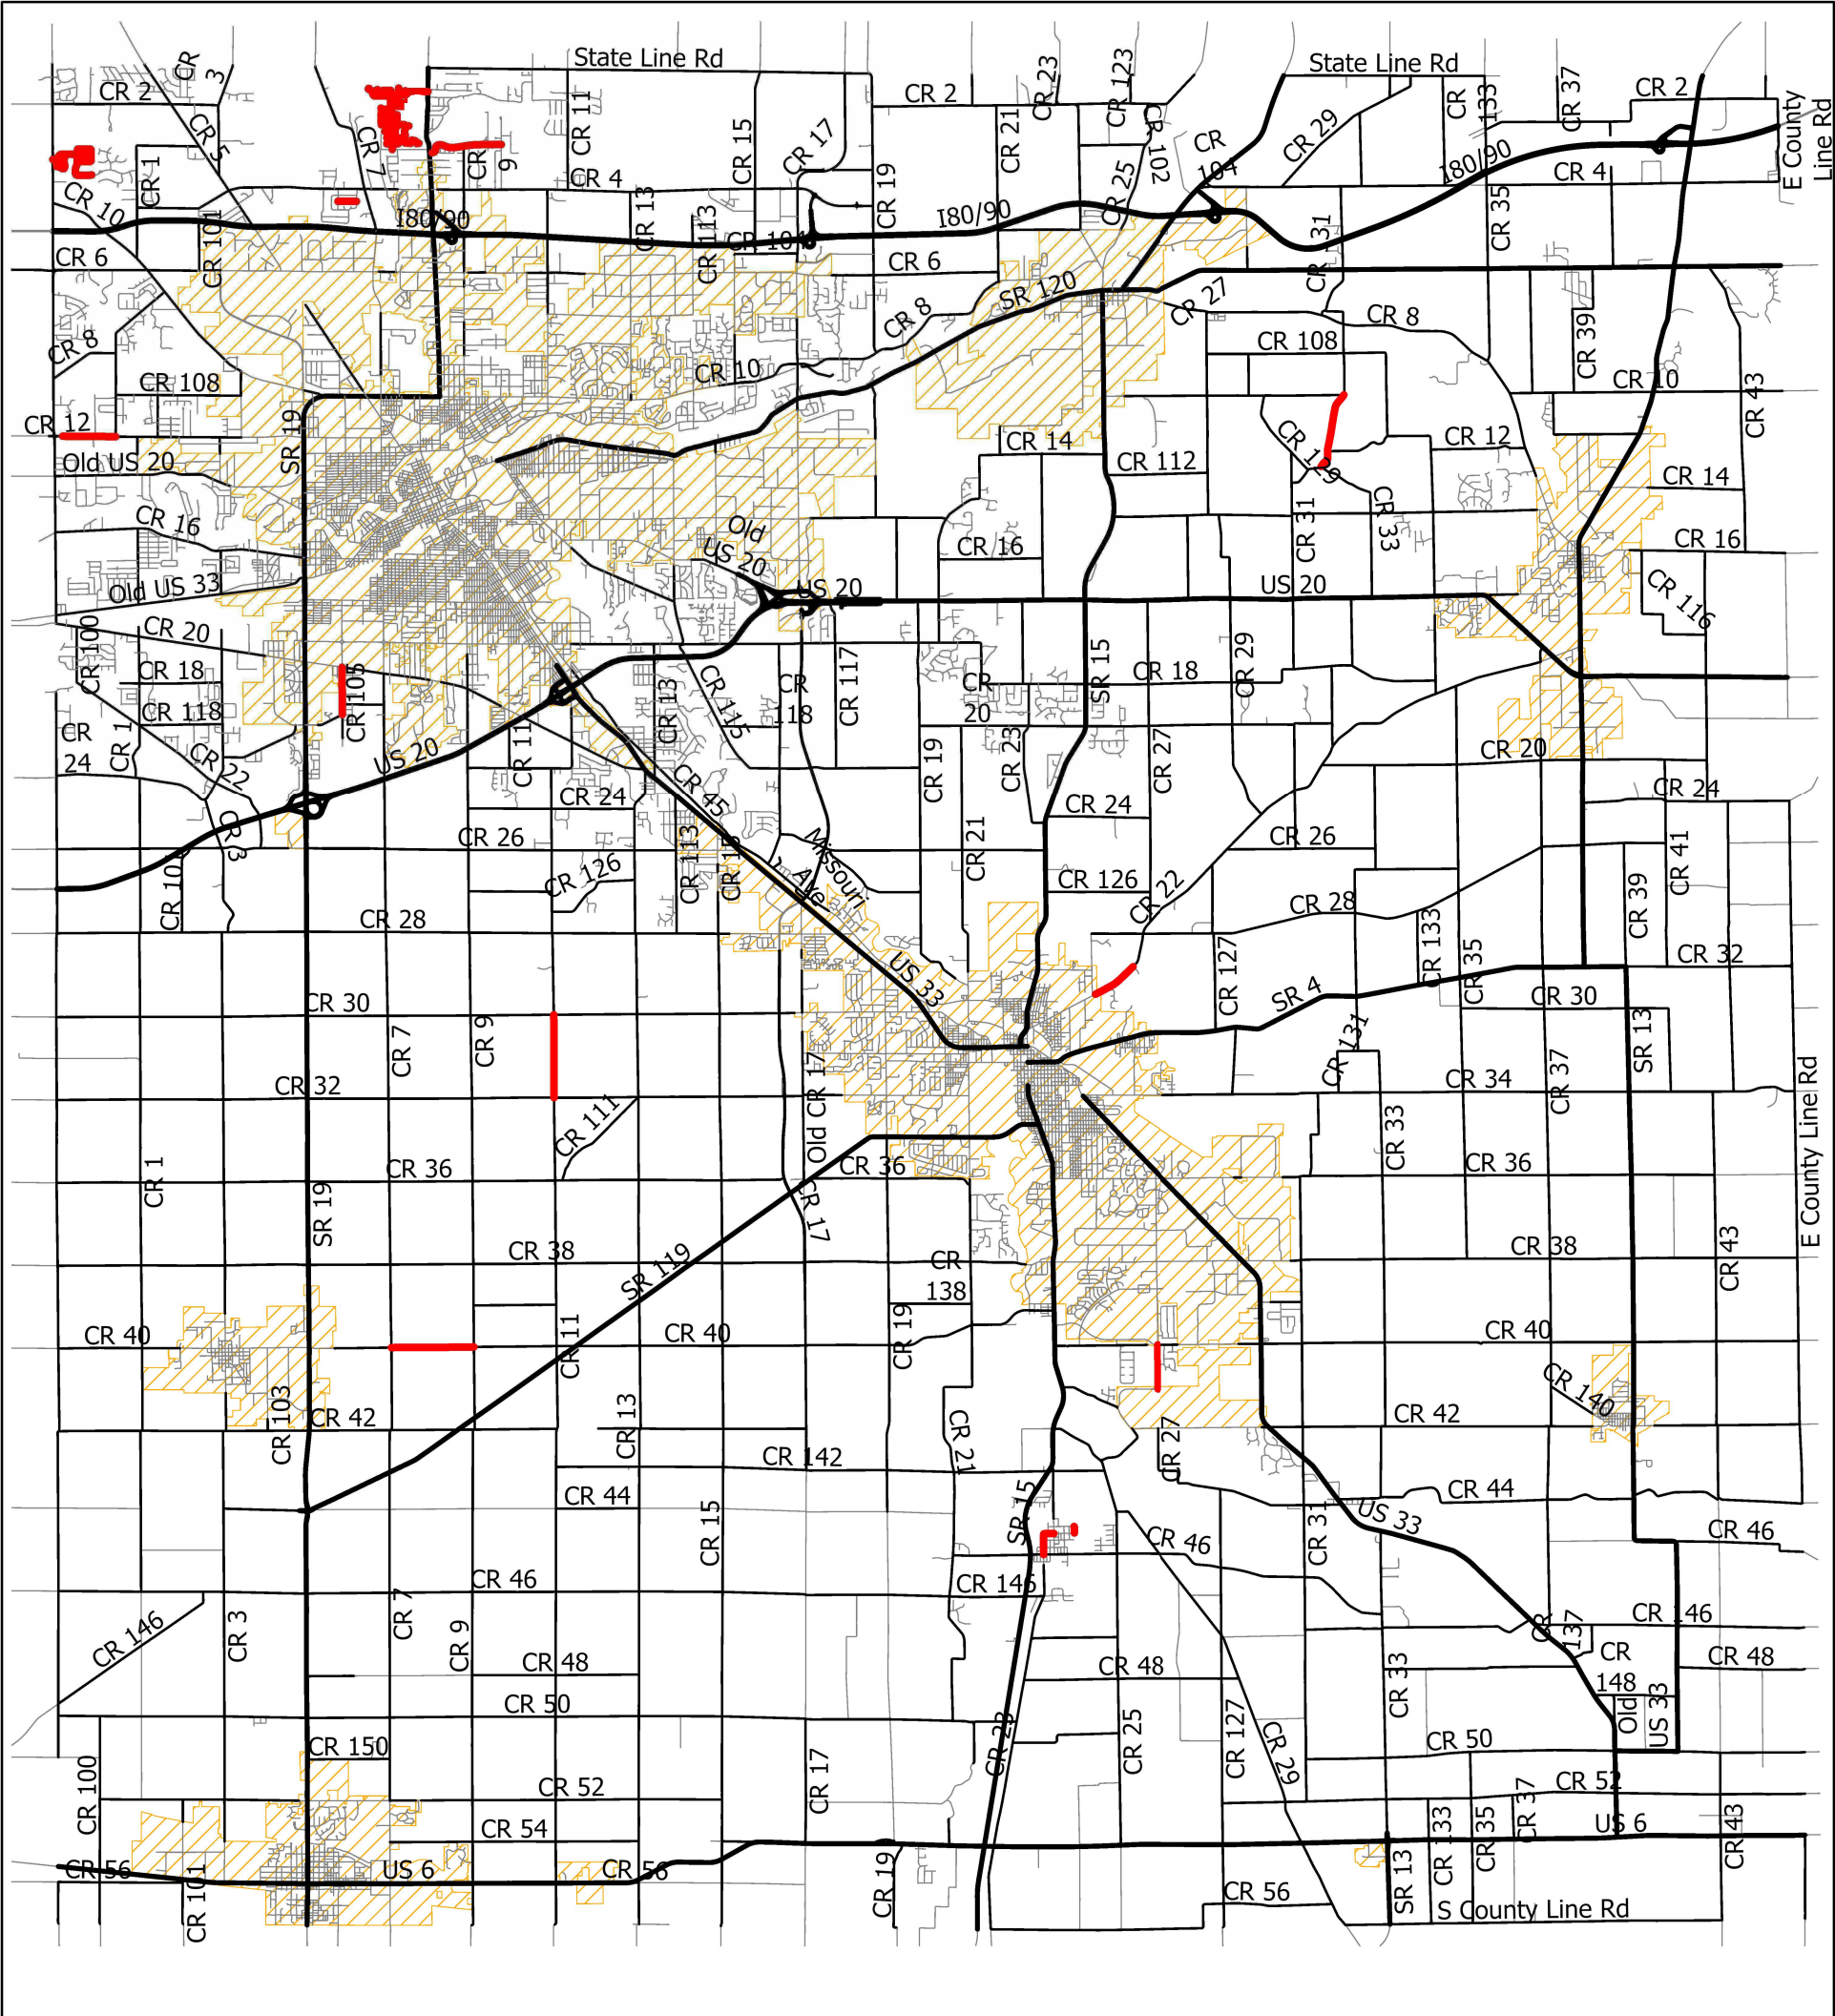 State Line Rd
State Line Rd
CR 2
CR
3
CR 5
CR 1
CR 7
CR
9
CR 11
CR 15
CR 17
CR 2
CR 19
CR 21
CR 23
CR 123
CR 102
CR
104
CR 25
CR 29
CR
133
CR 37
CR 2
E County
Line Rd
CR 10
CR 4
CR 13
CR 113
CR 101
I80/90
I80/90
I80/90
CR 4
CR 35
CR 131
CR 6
CR 6
SR 120
CR 27
CR 8
CR 8
CR 8
CR 108
CR 39
CR 10
CR 10
CR 43
CR 108
CR 12
SR 19
Old US 20
CR 14
CR 112
CR 129
CR 12
CR 14
CR 16
Old
US 20
CR 16
CR 31
CR 33
CR 16
CR 116
Old US 33
US 20
US 20
CR 20
CR 100
CR 18
CR 105
CR 118
CR 1
CR
24
CR 22
CR 3
US 20
CR 11
CR 13
CR 115
CR
118
CR 117
CR
20
SR 15
CR 18
CR 29
CR 20
CR 19
CR 23
CR 27
CR 24
CR 45
CR 24
CR 24
CR 26
CR 126
CR 113
CR 15
Missouri
Ave
CR 21
CR 126
CR 22
CR 26
CR 41
CR 39
CR 28
CR 28
CR 133
CR 35
CR 32
CR 127
US 33
SR 4
CR 30
CR 30
CR 7
CR 9
CR 131
SR 13
CR 37
CR 32
CR 34
Old CR 17
CR 111
CR 33
E County Line Rd
CR 1
CR 36
CR 36
CR 36
SR 19
CR 17
CR 38
SR 119
CR
138
CR 38
CR 43
CR 40
CR 11
CR 40
CR 19
CR 40
CR 140
CR 103
CR 42
CR 13
CR 21
CR 27
CR 42
CR 142
CR 44
CR 15
SR 15
CR 44
US 33
CR 31
CR 46
CR 46
CR 46
CR 146
CR 146
CR 3
CR 7
CR 9
CR
137
CR 146
CR 48
CR 48
CR 33
CR
148
CR 48
CR 50
Old
US 33
CR 150
CR 100
CR 17
CR 23
CR 25
CR 127
CR 29
CR 50
CR 52
CR 52
CR 54
CR 37
CR 133
CR 35
US 6
CR 43
CR 56
CR 101
US 6
CR 56
CR 19
CR 56
SR 13
S County Line Rd